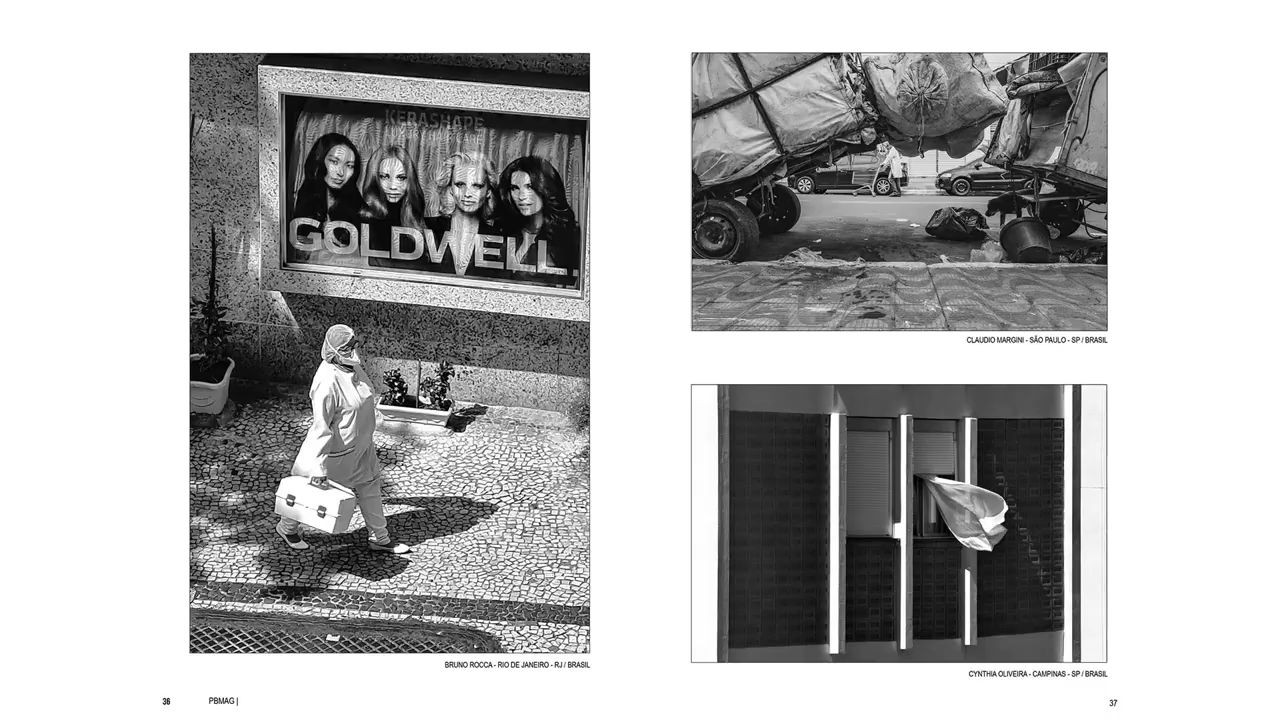 KERASHAPE
GOLDWELL.
BRUNO ROCCA - RIO DE JANEIRO - RJ / BRASIL
36
PBMAG |
CLAUDIO MARGINI - SÃO PAULO - SP / BRASIL
CYNTHIA OLIVEIRA - CAMPINAS - SP / BRASIL
37